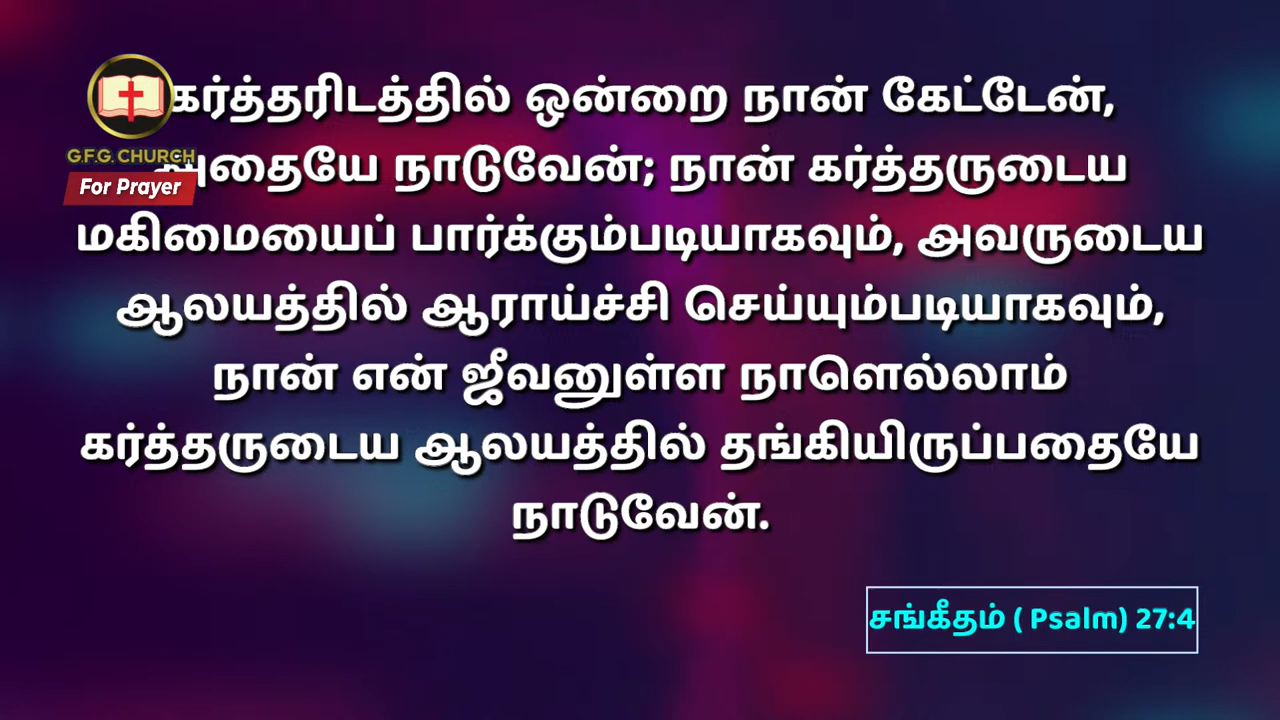 கர்த்தரிடத்தில் ஒன்றை நான் கேட்டேன்,
G.F.G. CHURCH
நாடுவேன்; நான் கர்த்தருடைய
For Prayer
மகிமையைப் பார்க்கும்படியாகவும், அவருடைய
ஆலயத்தில் ஆராய்ச்சி செய்யும்படியாகவும்,
நான் என் ஜீவனுள்ள நாளெல்லாம்
கர்த்தருடைய ஆலயத்தில் தங்கியிருப்பதையே
நாடுவேன்.
சங்கீதம் ( Psalm) 27:4